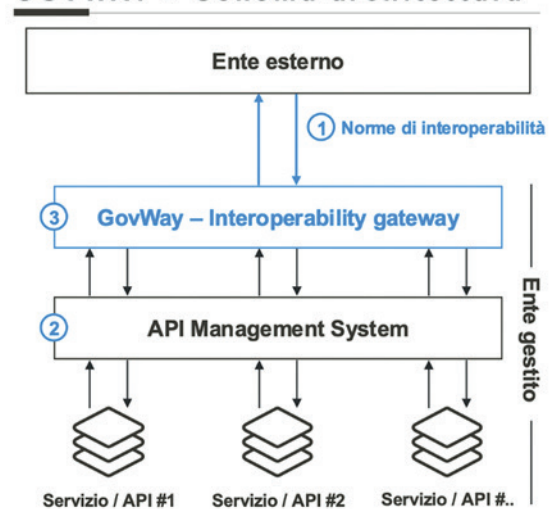 Ente esterno
1 Norme di interoperabilità
3 GovWay – Interoperability gateway
2 API Management System
Ente gestito
Servizio / API #1 Servizio / API #2 Servizio / API #..